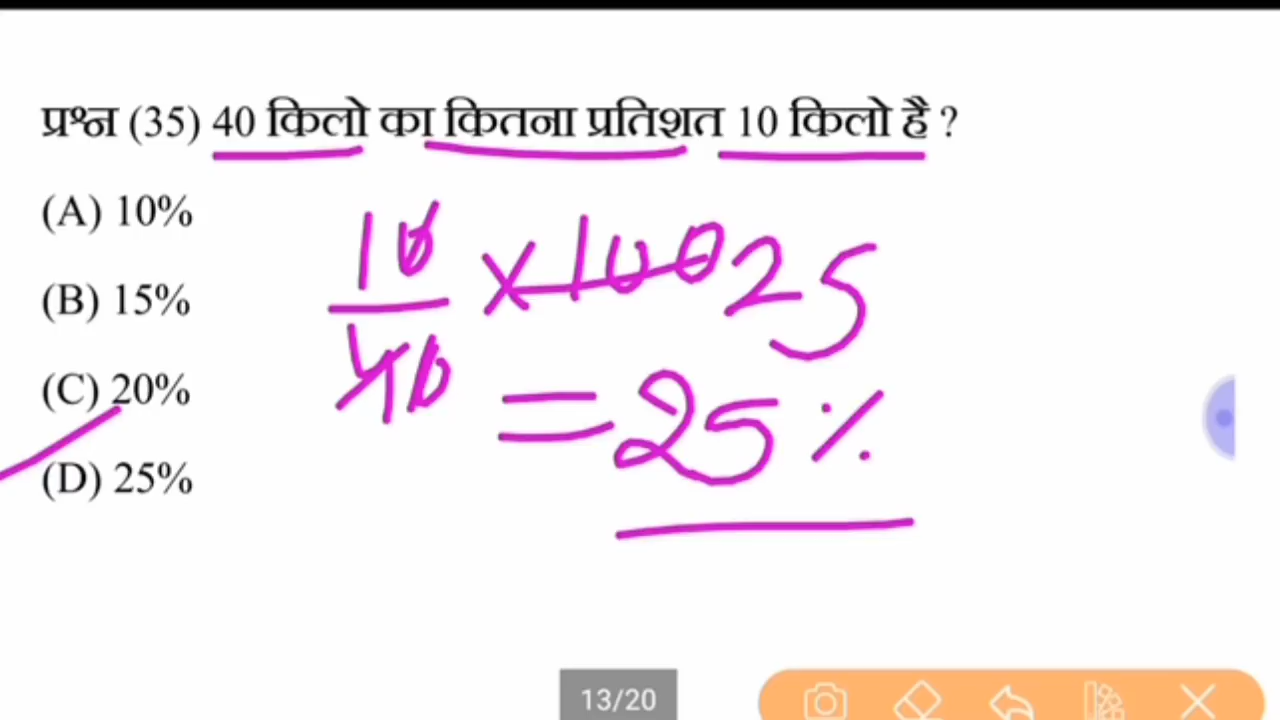 प्रश्न (35) 40 किलो का कितना प्रतिशत 10 किलो है ?
(A) 10%
(B) 15%
(C) 20%
(D) 25%
10 × 100 25
40
= 25 %
13/20